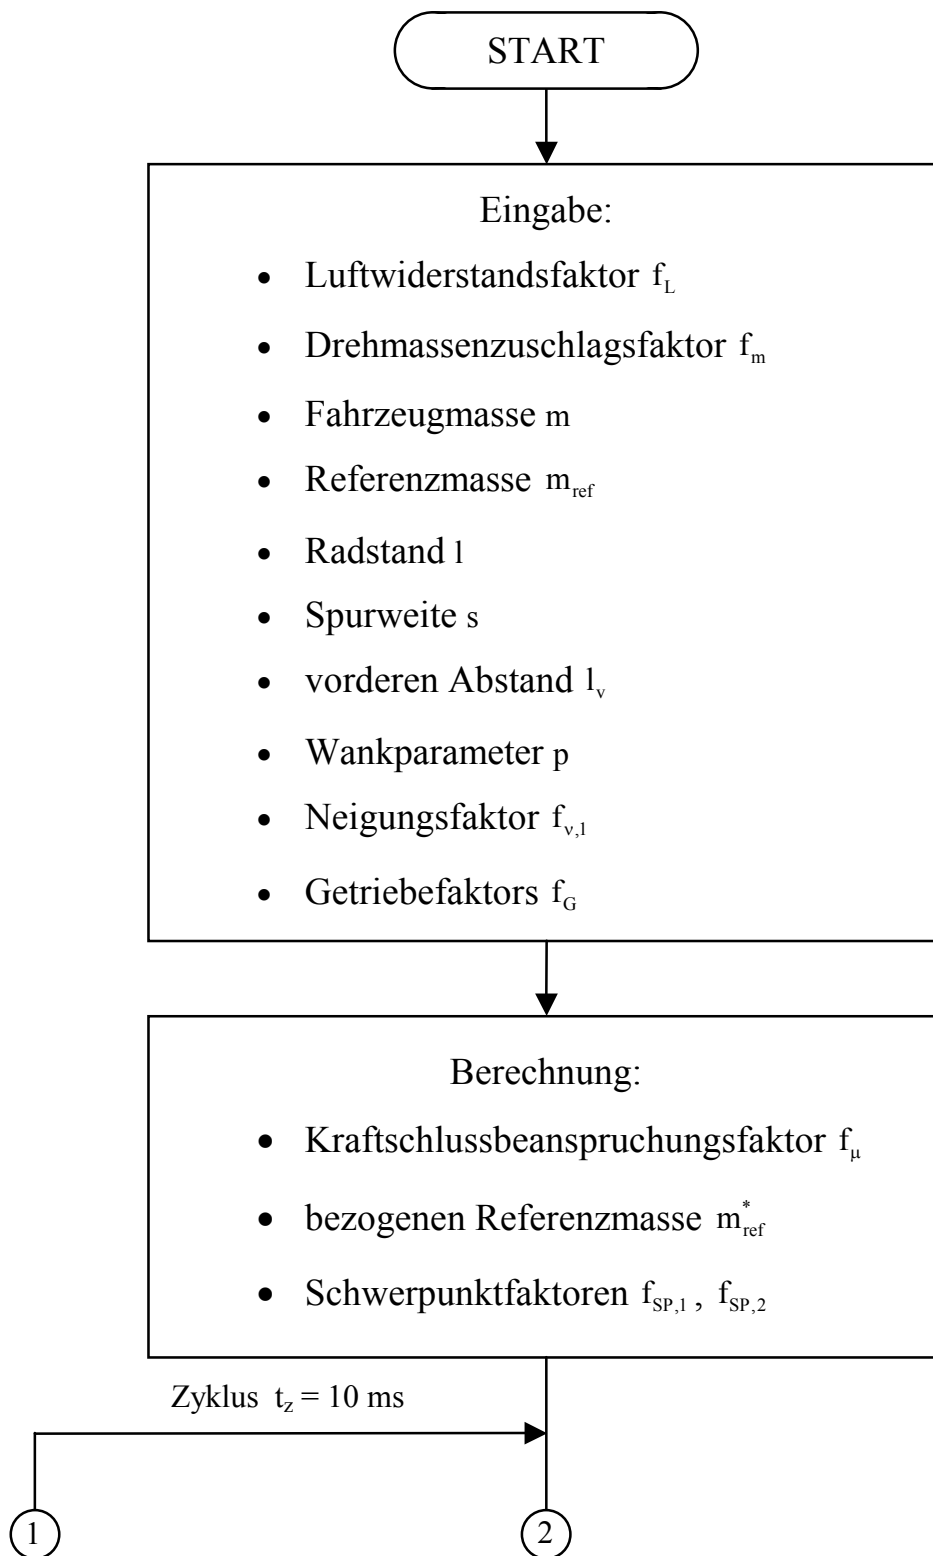 START
Eingabe:
• Luftwiderstandsfaktor f_L
• Drehmassenzuschlagsfaktor f_m
• Fahrzeugmasse m
• Referenzmasse m_ref
• Radstand l
• Spurweite s
• vorderen Abstand l_v
• Wankparameter p
• Neigungsfaktor f_ν,1
• Getriebefaktors f_G
Berechnung:
• Kraftschlussbeanspruchungsfaktor f_μ
• bezogenen Referenzmasse m*_ref
• Schwerpunktfaktoren f_SP,1 , f_SP,2
Zyklus t_z = 10 ms
1
2